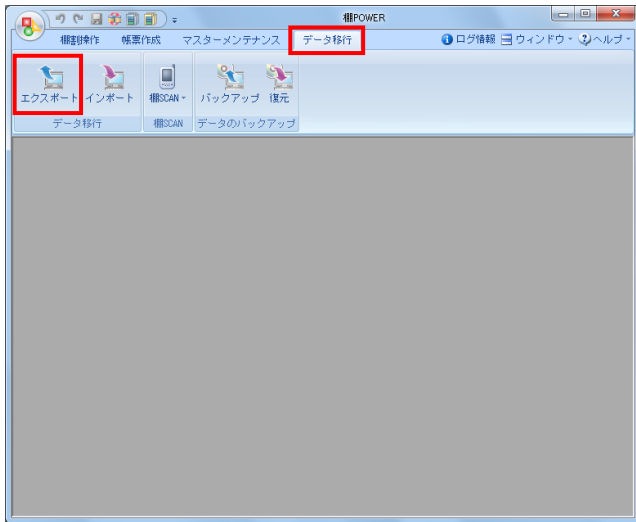 棚POWER
棚割操作 帳票作成 マスターメンテナンス データ移行 ログ情報 ウィンドウ ヘルプ
エクスポート インポート 棚SCAN バックアップ 復元
データ移行 棚SCAN データのバックアップ